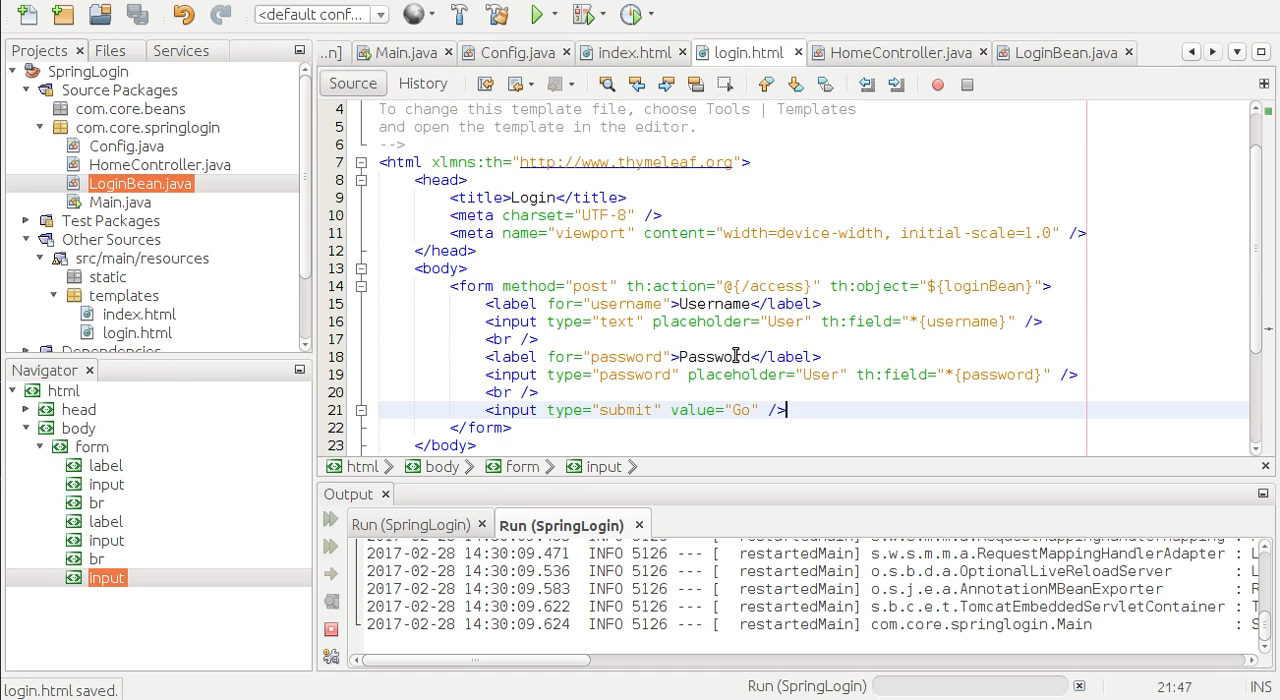 <default conf...
Projects Files Services
...n] Main.java Config.java index.html login.html HomeController.java LoginBean.java
Source History
SpringLogin
Source Packages
com.core.beans
com.core.springlogin
Config.java
HomeController.java
LoginBean.java
Main.java
Test Packages
Other Sources
src/main/resources
static
templates
index.html
login.html
4 To change this template file, choose Tools | Templates
5 and open the template in the editor.
6 -->
7 <html xlmns:th="http://www.thymeleaf.org">
8 <head>
9 <title>Login</title>
10 <meta charset="UTF-8" />
11 <meta name="viewport" content="width=device-width, initial-scale=1.0" />
12 </head>
13 <body>
14 <form method="post" th:action="@{/access}" th:object="${loginBean}">
15 <label for="username">Username</label>
16 <input type="text" placeholder="User" th:field="*{username}" />
17 <br />
18 <label for="password">Password</label>
19 <input type="password" placeholder="User" th:field="*{password}" />
20 <br />
21 <input type="submit" value="Go" />
22 </form>
23 </body>
html body form input
Navigator
html
head
body
form
label
input
br
label
input
br
input
Output
Run (SpringLogin) Run (SpringLogin)
2017-02-28 14:30:09.471 INFO 5126 --- [ restartedMain] s.w.s.m.m.a.RequestMappingHandlerAdapter : L
2017-02-28 14:30:09.536 INFO 5126 --- [ restartedMain] o.s.b.d.a.OptionalLiveReloadServer :
2017-02-28 14:30:09.583 INFO 5126 --- [ restartedMain] o.s.j.e.a.AnnotationMBeanExporter : R
2017-02-28 14:30:09.622 INFO 5126 --- [ restartedMain] s.b.c.e.t.TomcatEmbeddedServletContainer : T
2017-02-28 14:30:09.624 INFO 5126 --- [ restartedMain] com.core.springlogin.Main : S
login.html saved. Run (SpringLogin) 21:47 INS